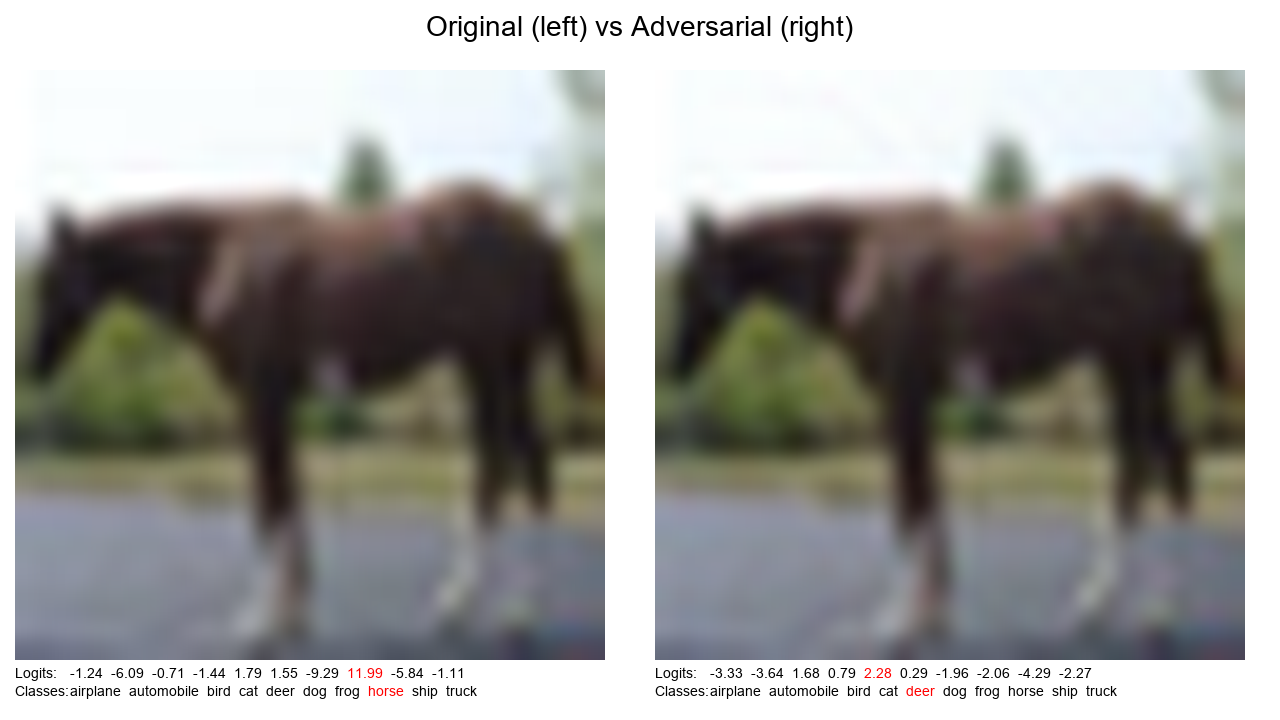 Original (left) vs Adversarial (right)
Logits: -1.24 -6.09 -0.71 -1.44 1.79 1.55 -9.29 11.99 -5.84 -1.11
Classes:airplane automobile bird cat deer dog frog horse ship truck
Logits: -3.33 -3.64 1.68 0.79 2.28 0.29 -1.96 -2.06 -4.29 -2.27
Classes:airplane automobile bird cat deer dog frog horse ship truck